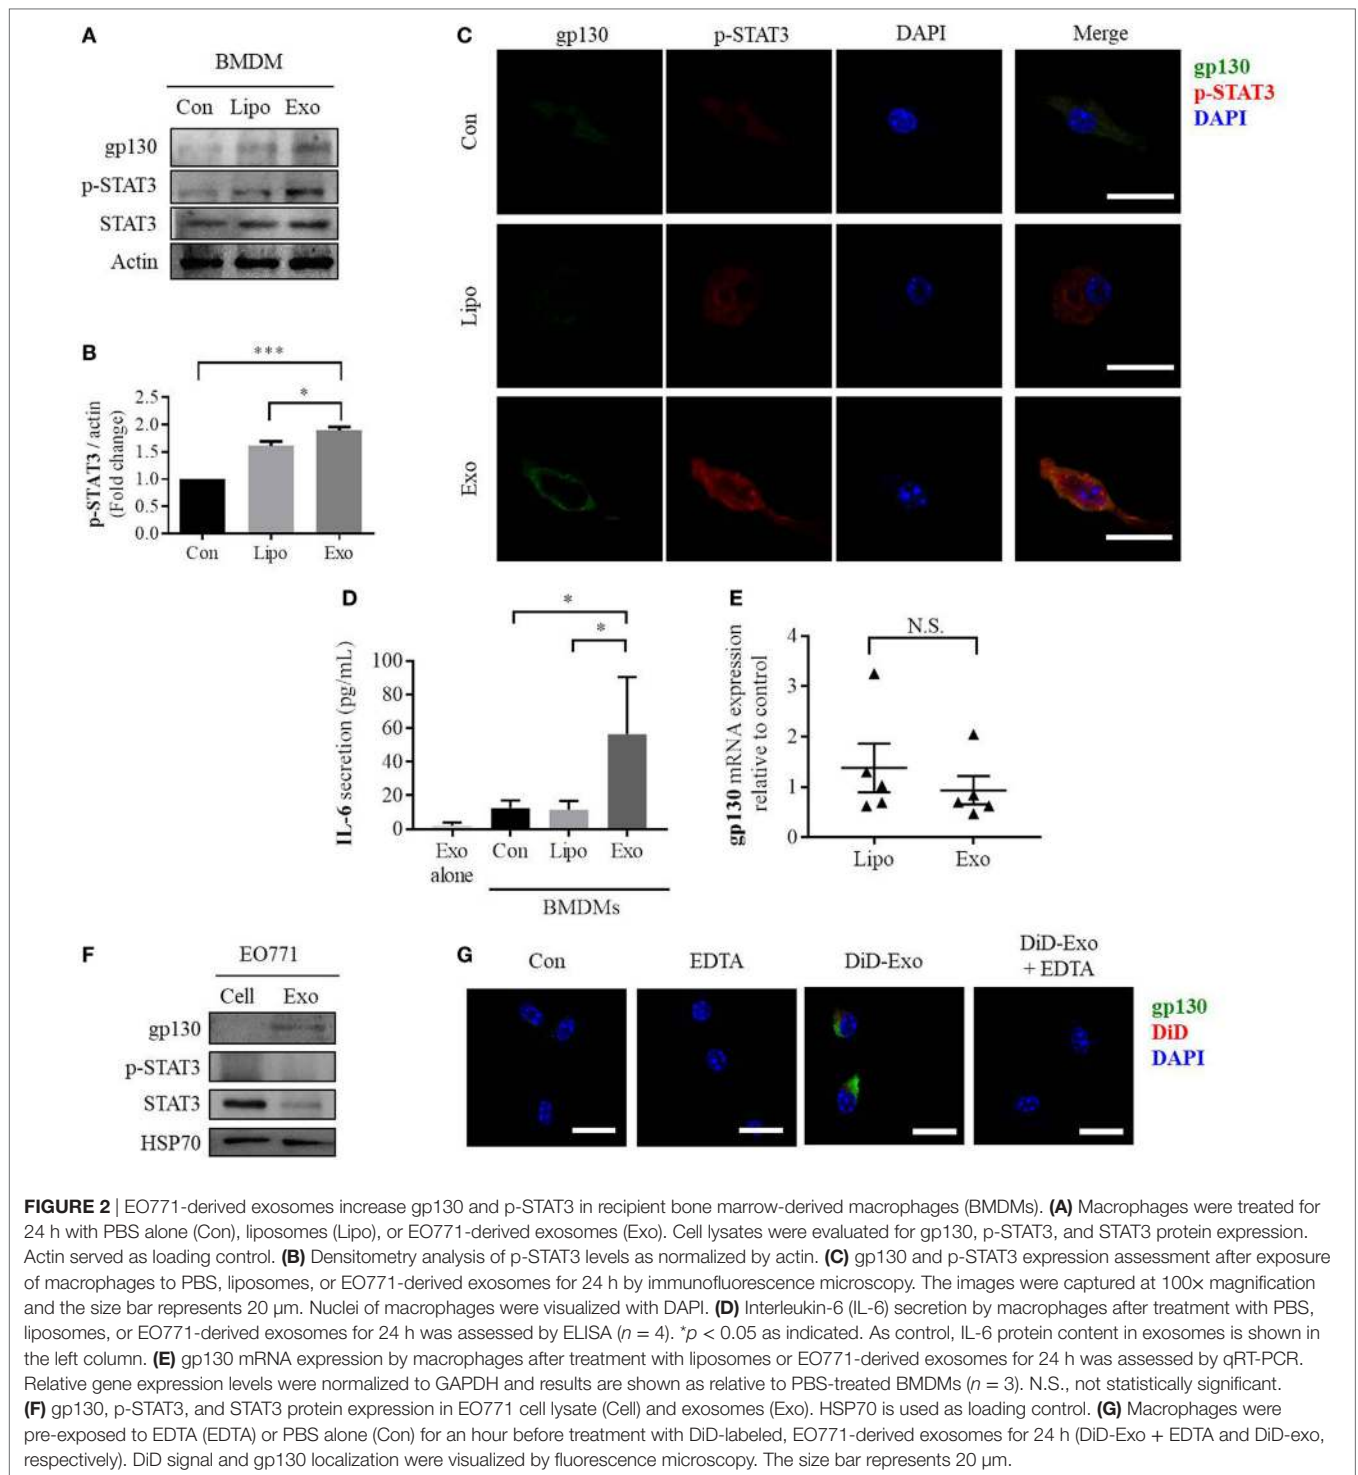 A
BMDM
Con Lipo Exo
gp130
p-STAT3
STAT3
Actin
B
***
*
p-STAT3 / actin
(Fold change)
2.5
2.0
1.5
1.0
0.5
0.0
Con Lipo Exo
C
gp130 p-STAT3 DAPI Merge
gp130
p-STAT3
DAPI
Con
Lipo
Exo
D
*
*
IL-6 secretion (pg/mL)
100
80
60
40
20
0
Exo alone Con Lipo Exo
BMDMs
E
N.S.
gp130 mRNA expression
relative to control
4
3
2
1
0
Lipo Exo
F
EO771
Cell Exo
gp130
p-STAT3
STAT3
HSP70
G
Con EDTA DiD-Exo DiD-Exo + EDTA
gp130
DiD
DAPI
FIGURE 2 | EO771-derived exosomes increase gp130 and p-STAT3 in recipient bone marrow-derived macrophages (BMDMs). (A) Macrophages were treated for
24 h with PBS alone (Con), liposomes (Lipo), or EO771-derived exosomes (Exo). Cell lysates were evaluated for gp130, p-STAT3, and STAT3 protein expression.
Actin served as loading control. (B) Densitometry analysis of p-STAT3 levels as normalized by actin. (C) gp130 and p-STAT3 expression assessment after exposure
of macrophages to PBS, liposomes, or EO771-derived exosomes for 24 h by immunofluorescence microscopy. The images were captured at 100× magnification
and the size bar represents 20 µm. Nuclei of macrophages were visualized with DAPI. (D) Interleukin-6 (IL-6) secretion by macrophages after treatment with PBS,
liposomes, or EO771-derived exosomes for 24 h was assessed by ELISA (n = 4). *p < 0.05 as indicated. As control, IL-6 protein content in exosomes is shown in
the left column. (E) gp130 mRNA expression by macrophages after treatment with liposomes or EO771-derived exosomes for 24 h was assessed by qRT-PCR.
Relative gene expression levels were normalized to GAPDH and results are shown as relative to PBS-treated BMDMs (n = 3). N.S., not statistically significant.
(F) gp130, p-STAT3, and STAT3 protein expression in EO771 cell lysate (Cell) and exosomes (Exo). HSP70 is used as loading control. (G) Macrophages were
pre-exposed to EDTA (EDTA) or PBS alone (Con) for an hour before treatment with DiD-labeled, EO771-derived exosomes for 24 h (DiD-Exo + EDTA and DiD-exo,
respectively). DiD signal and gp130 localization were visualized by fluorescence microscopy. The size bar represents 20 µm.